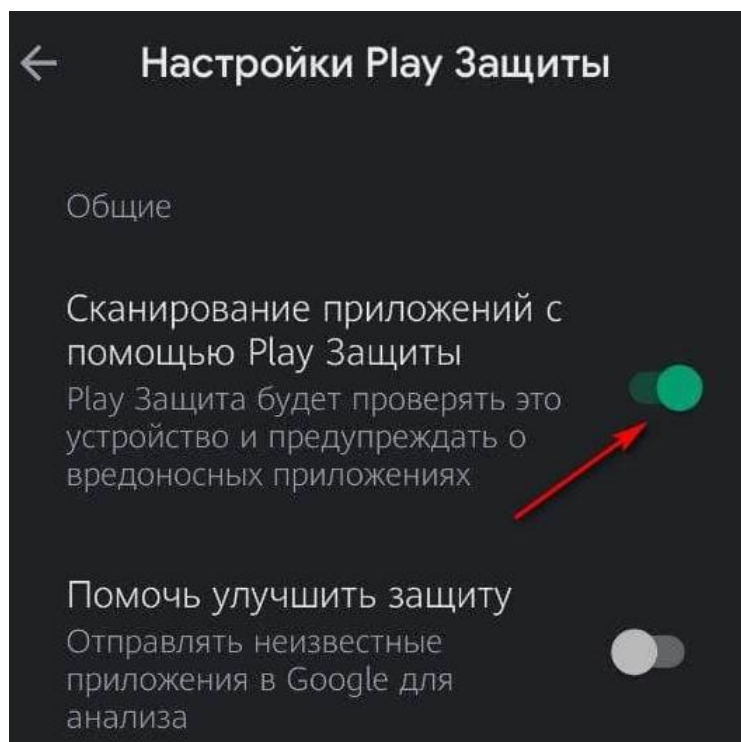 Настройки Play Защиты
Общие
Сканирование приложений с
помощью Play Защиты
Play Защита будет проверять это
устройство и предупреждать о
вредоносных приложениях
Помочь улучшить защиту
Отправлять неизвестные
приложения в Google для
анализа